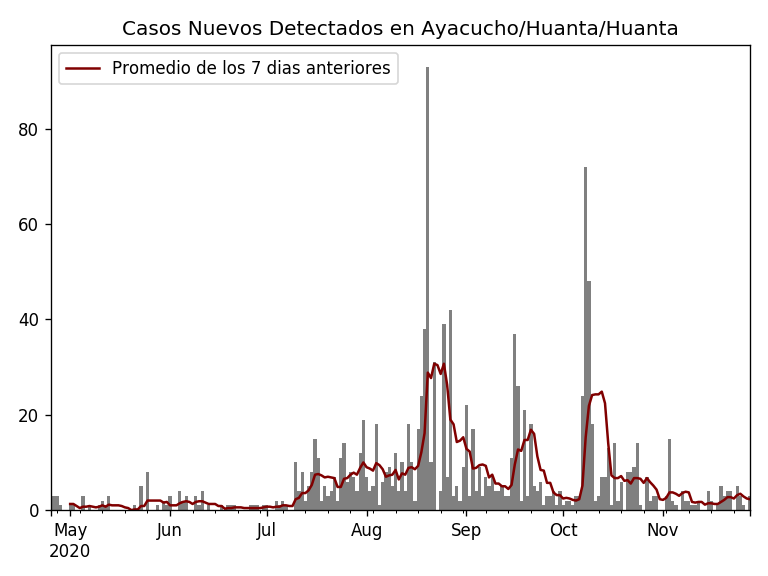 Casos Nuevos Detectados en Ayacucho/Huanta/Huanta
Promedio de los 7 dias anteriores
80
60
40
20
0
May Jun Jul Aug Sep Oct Nov
2020